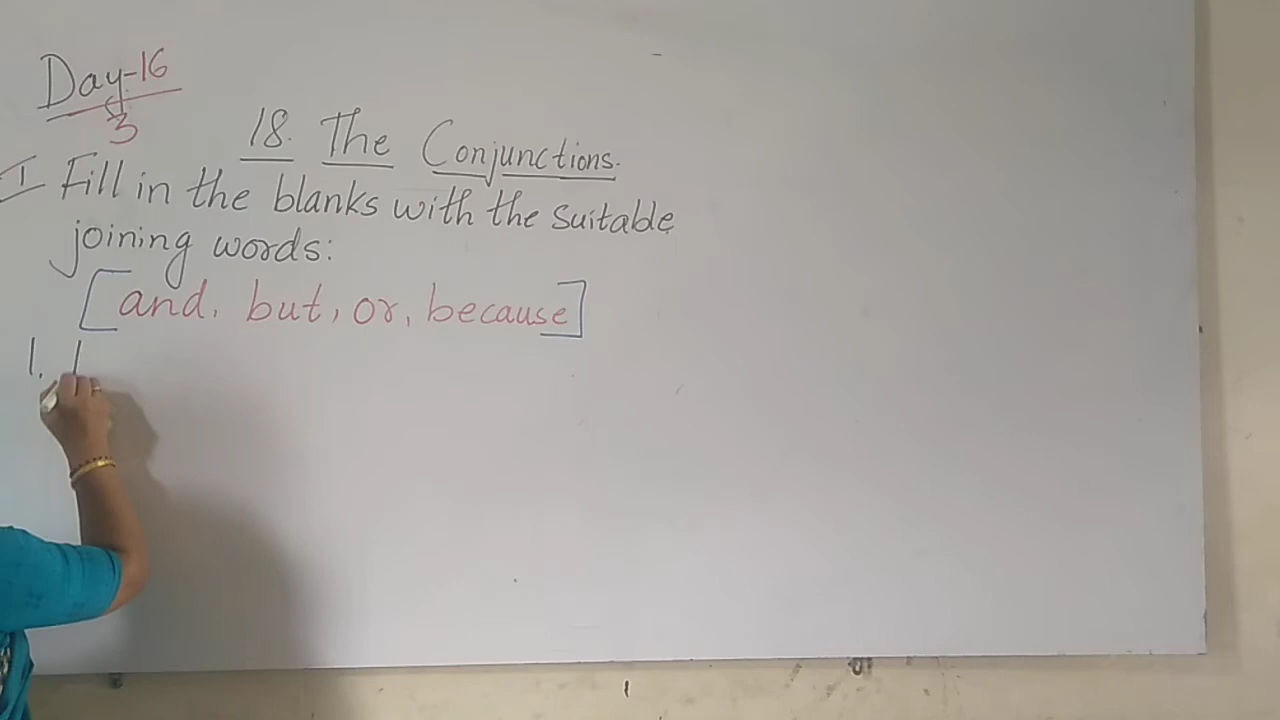 Day-16
3
18. The Conjunctions.
I Fill in the blanks with the suitable
joining words:
[and, but, or, because]
1. I